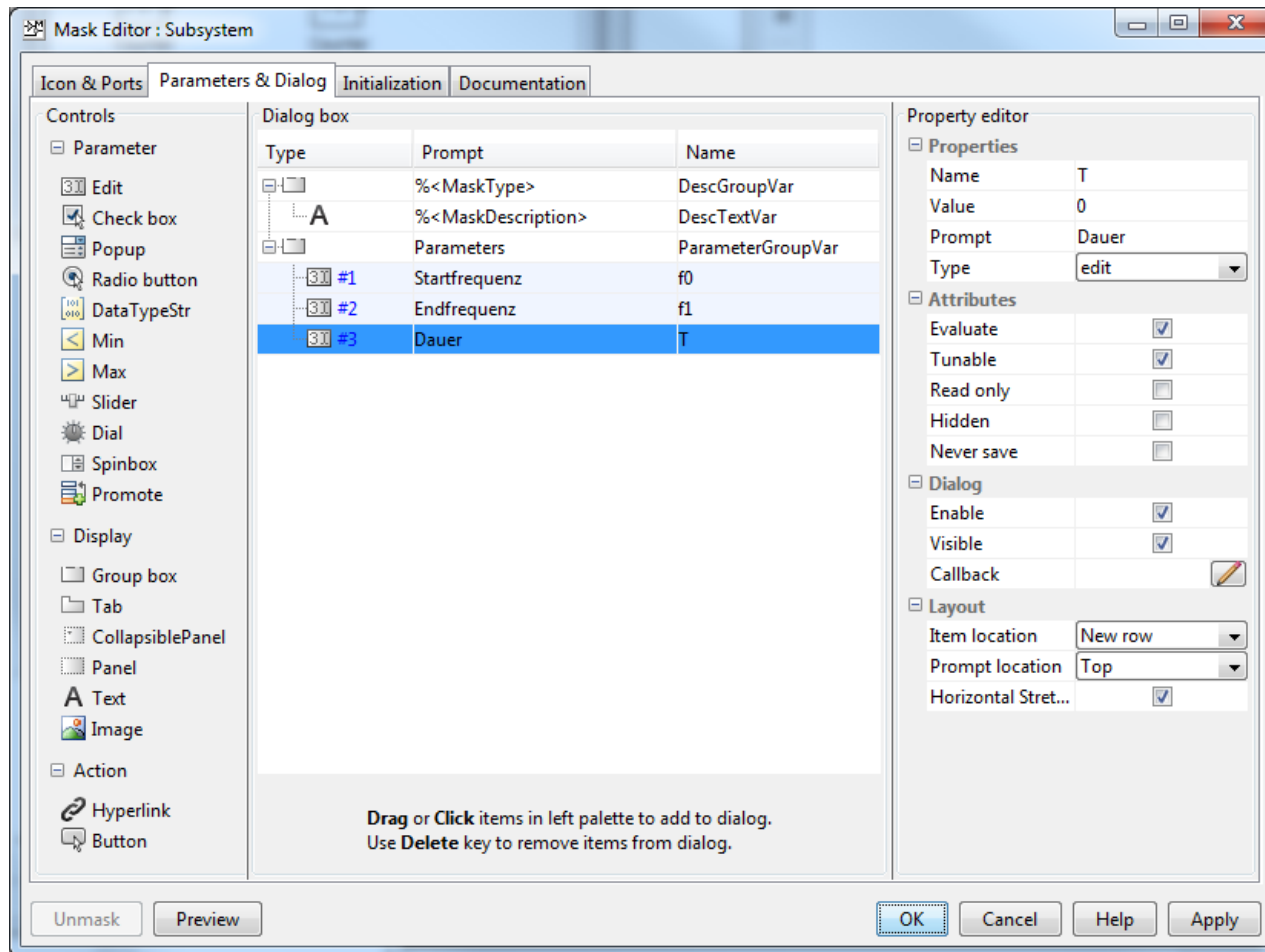 Mask Editor : Subsystem
Icon & Ports Parameters & Dialog Initialization Documentation
Controls
Parameter
Edit
Check box
Popup
Radio button
DataTypeStr
Min
Max
Slider
Dial
Spinbox
Promote
Display
Group box
Tab
CollapsiblePanel
Panel
A Text
Image
Action
Hyperlink
Button
Dialog box
Type Prompt Name
%<MaskType> DescGroupVar
A %<MaskDescription> DescTextVar
Parameters ParameterGroupVar
#1 Startfrequenz f0
#2 Endfrequenz f1
#3 Dauer T
Drag or Click items in left palette to add to dialog.
Use Delete key to remove items from dialog.
Property editor
Properties
Name T
Value 0
Prompt Dauer
Type edit
Attributes
Evaluate
Tunable
Read only
Hidden
Never save
Dialog
Enable
Visible
Callback
Layout
Item location New row
Prompt location Top
Horizontal Stret...
Unmask Preview OK Cancel Help Apply